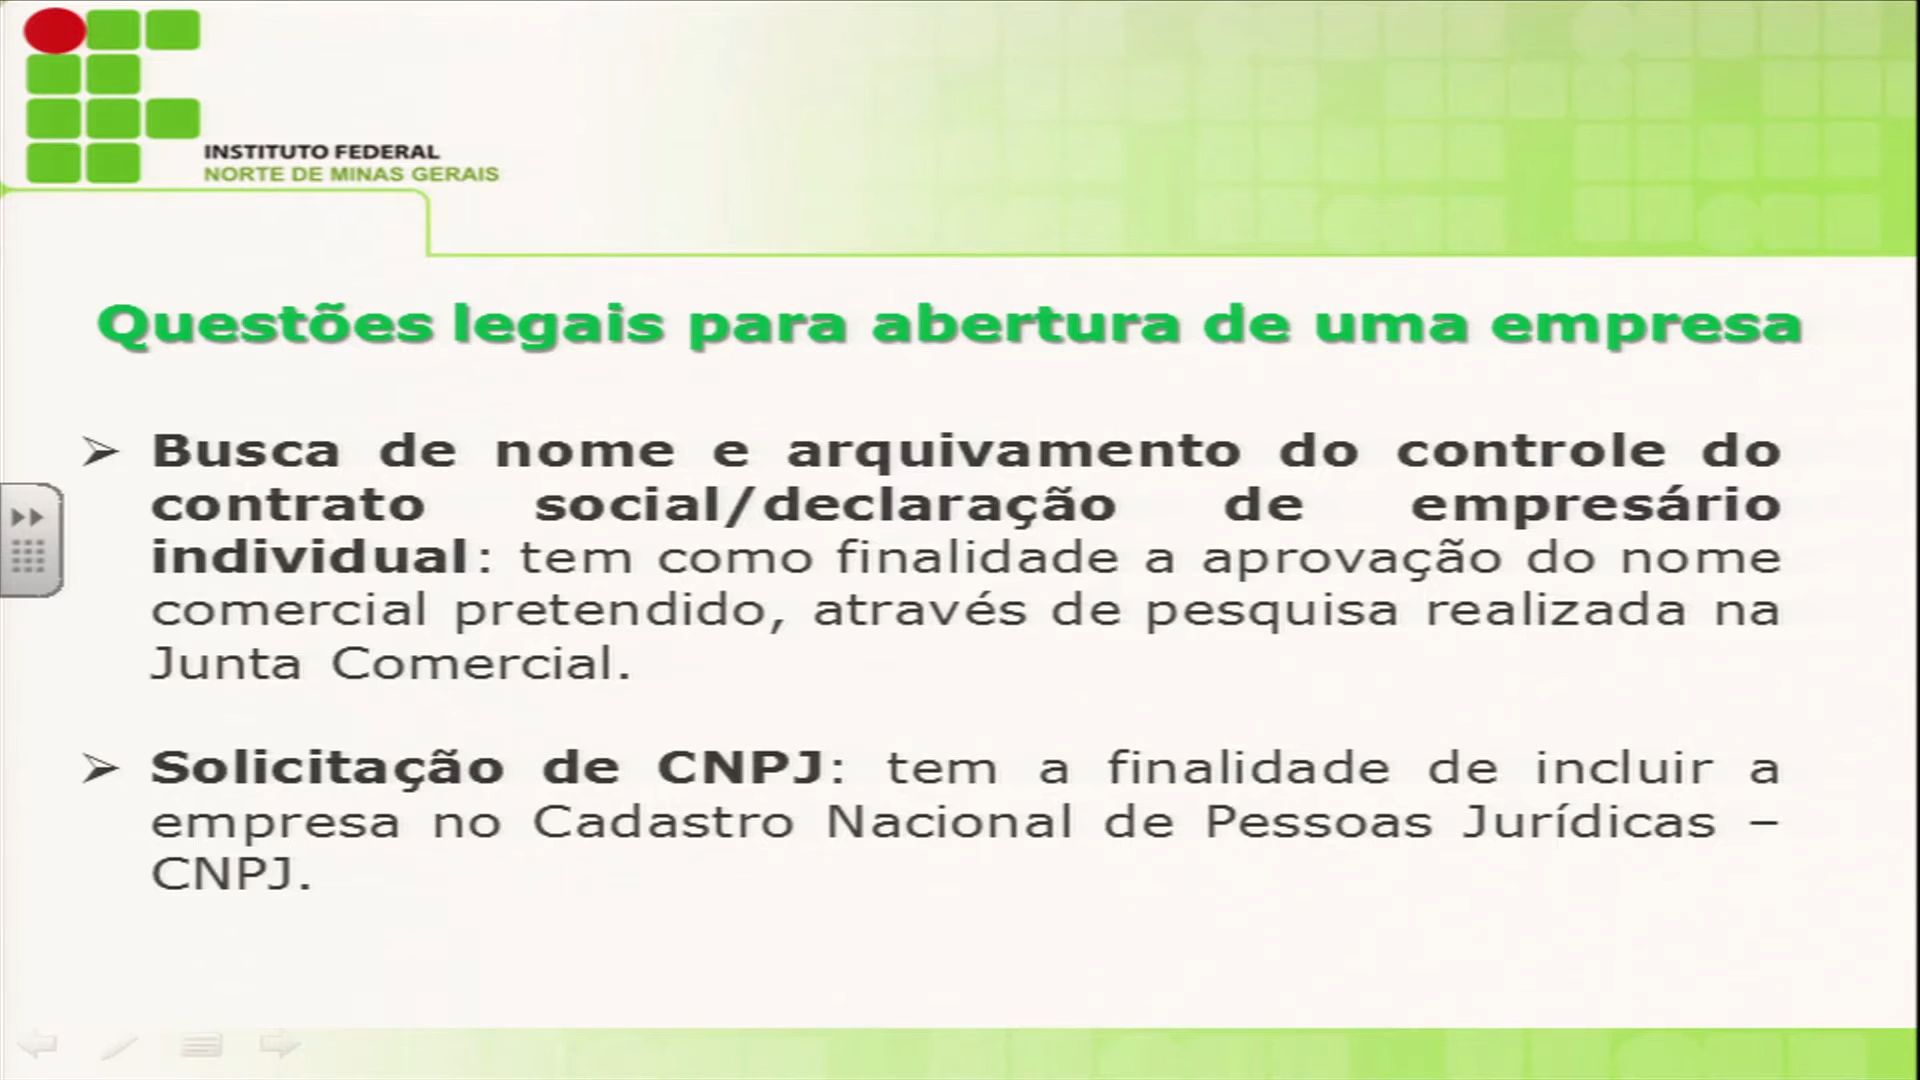 INSTITUTO FEDERAL
NORTE DE MINAS GERAIS
Questões legais para abertura de uma empresa
Busca de nome e arquivamento do controle do
contrato social/declaração de empresário
individual: tem como finalidade a aprovação do nome
comercial pretendido, através de pesquisa realizada na
Junta Comercial.
Solicitação de CNPJ: tem a finalidade de incluir a
empresa no Cadastro Nacional de Pessoas Jurídicas –
CNPJ.